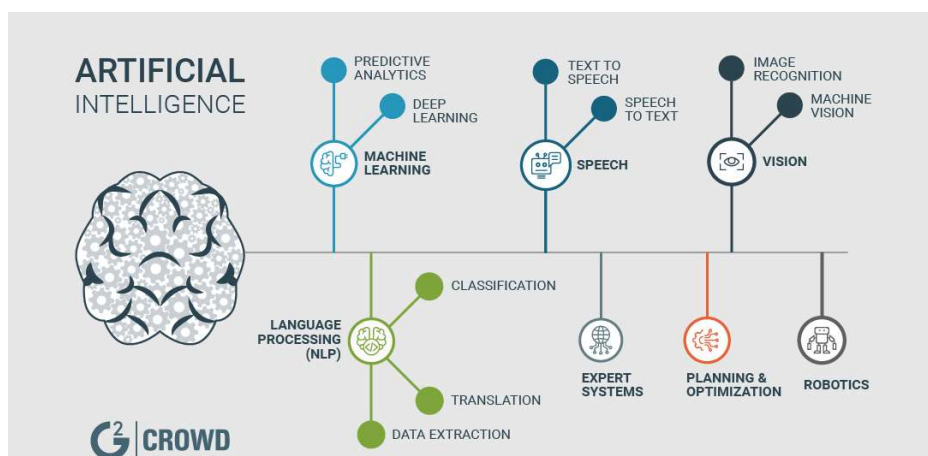 ARTIFICIAL
INTELLIGENCE
PREDICTIVE
ANALYTICS
DEEP
LEARNING
MACHINE
LEARNING
TEXT TO
SPEECH
SPEECH
TO TEXT
SPEECH
IMAGE
RECOGNITION
MACHINE
VISION
VISION
LANGUAGE
PROCESSING
(NLP)
CLASSIFICATION
TRANSLATION
DATA EXTRACTION
EXPERT
SYSTEMS
PLANNING &
OPTIMIZATION
ROBOTICS
G2 | CROWD